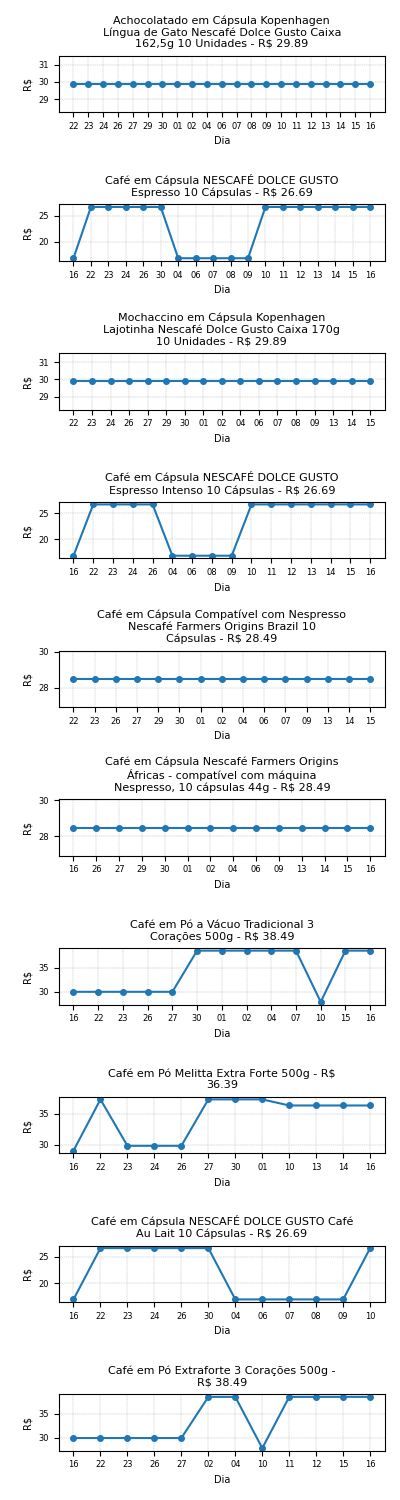 Achocolatado em Cápsula Kopenhagen
Língua de Gato Nescafé Dolce Gusto Caixa
162,5g 10 Unidades - R$ 29.89
31
30
29
R$
22 23 24 26 27 29 30 01 02 04 06 07 08 09 10 11 12 13 14 15 16
Dia
Café em Cápsula NESCAFÉ DOLCE GUSTO
Espresso 10 Cápsulas - R$ 26.69
25
20
R$
16 22 23 24 26 30 04 06 07 08 09 10 11 12 13 14 15 16
Dia
Mochaccino em Cápsula Kopenhagen
Lajotinha Nescafé Dolce Gusto Caixa 170g
10 Unidades - R$ 29.89
31
30
29
R$
22 23 24 26 27 29 30 01 02 04 06 07 08 09 13 14 15
Dia
Café em Cápsula NESCAFÉ DOLCE GUSTO
Espresso Intenso 10 Cápsulas - R$ 26.69
25
20
R$
16 22 23 24 26 04 06 08 09 10 11 12 13 14 15 16
Dia
Café em Cápsula Compatível com Nespresso
Nescafé Farmers Origins Brazil 10
Cápsulas - R$ 28.49
30
28
R$
22 23 26 27 29 30 01 02 04 06 07 09 13 14 15
Dia
Café em Cápsula Nescafé Farmers Origins
Áfricas - compatível com máquina
Nespresso, 10 cápsulas 44g - R$ 28.49
30
28
R$
16 26 27 29 30 01 02 04 06 09 13 14 15 16
Dia
Café em Pó a Vácuo Tradicional 3
Corações 500g - R$ 38.49
35
30
R$
16 22 23 26 27 30 01 02 04 07 10 15 16
Dia
Café em Pó Melitta Extra Forte 500g - R$
36.39
35
30
R$
16 22 23 24 26 27 30 01 10 13 14 16
Dia
Café em Cápsula NESCAFÉ DOLCE GUSTO Café
Au Lait 10 Cápsulas - R$ 26.69
25
20
R$
16 22 23 24 26 30 04 06 07 08 09 10
Dia
Café em Pó Extraforte 3 Corações 500g -
R$ 38.49
35
30
R$
16 22 23 26 27 02 04 10 11 12 15 16
Dia